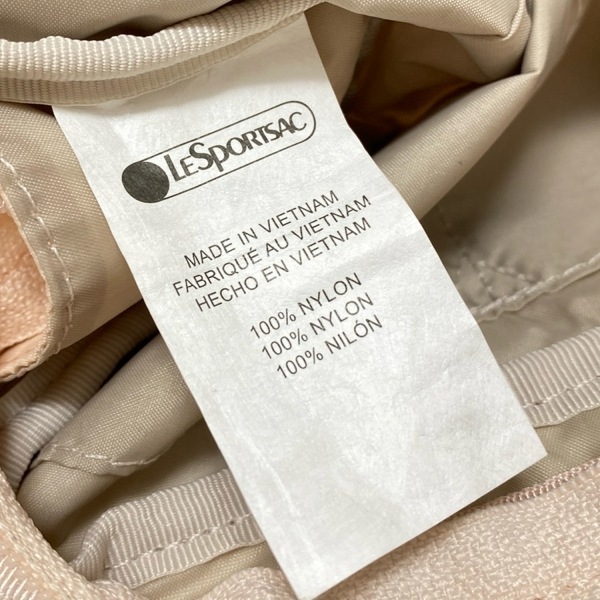 LESPORTSAC
MADE IN VIETNAM
FABRIQUÉ AU VIETNAM
HECHO EN VIETNAM
100% NYLON
100% NYLON
100% NILÓN